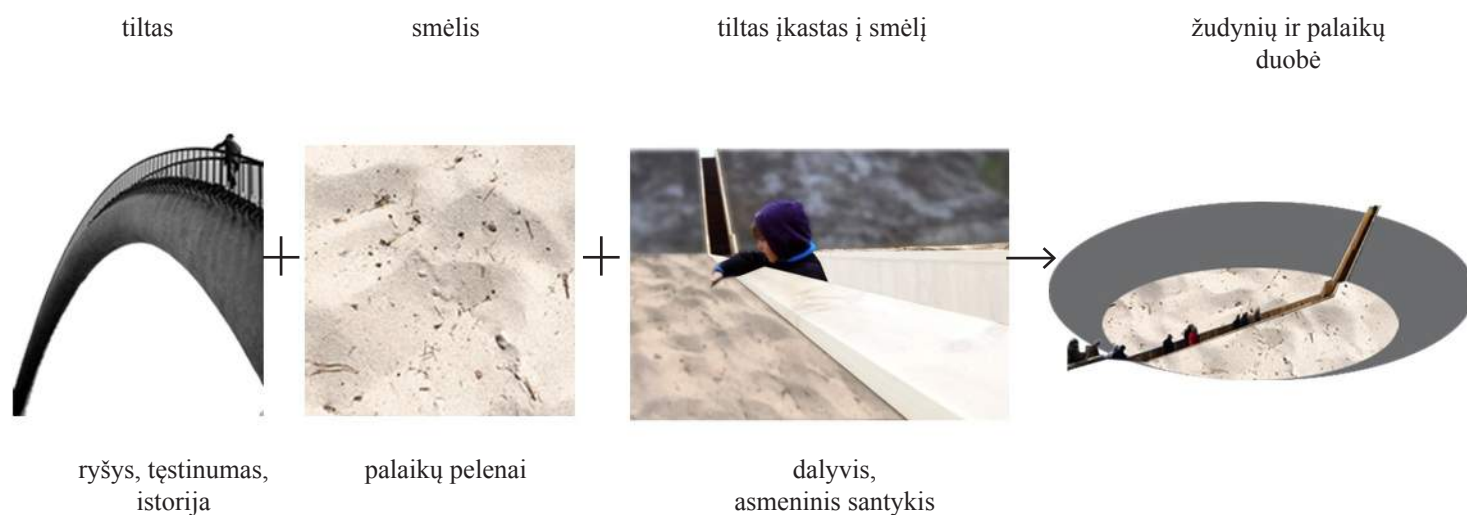 tiltas
smėlis
tiltas įkastas į smėlį
žudynių ir palaikų
duobė
ryšys, tęstinumas,
istorija
palaikų pelenai
dalyvis,
asmeninis santykis